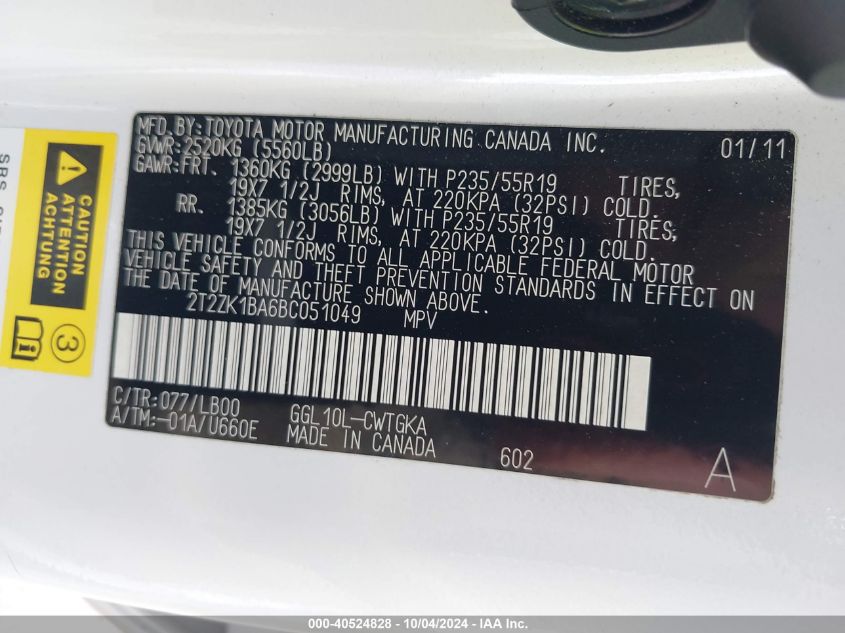 MFD.BY:TOYOTA MOTOR MANUFACTURING CANADA INC. 01/11
GVWR:2520KG (5560LB)
GAWR:FRT. 1360KG (2999LB) WITH P235/55R19 TIRES,
19X7 1/2J RIMS, AT 220KPA (32PSI) COLD.
RR. 1385KG (3056LB) WITH P235/55R19 TIRES,
19X7 1/2J RIMS, AT 220KPA (32PSI) COLD.
THIS VEHICLE CONFORMS TO ALL APPLICABLE FEDERAL MOTOR
VEHICLE SAFETY AND THEFT PREVENTION STANDARDS IN EFFECT ON
THE DATE OF MANUFACTURE SHOWN ABOVE.
2T2ZK1BA6BC051049 MPV
C/TR:077/LB00 GGL10L-CWTGKA
A/TM:-01A/U660E MADE IN CANADA 602
A
CAUTION
ATTENTION
ACHTUNG
3
SRS
000-40524828 - 10/04/2024 - IAA Inc.